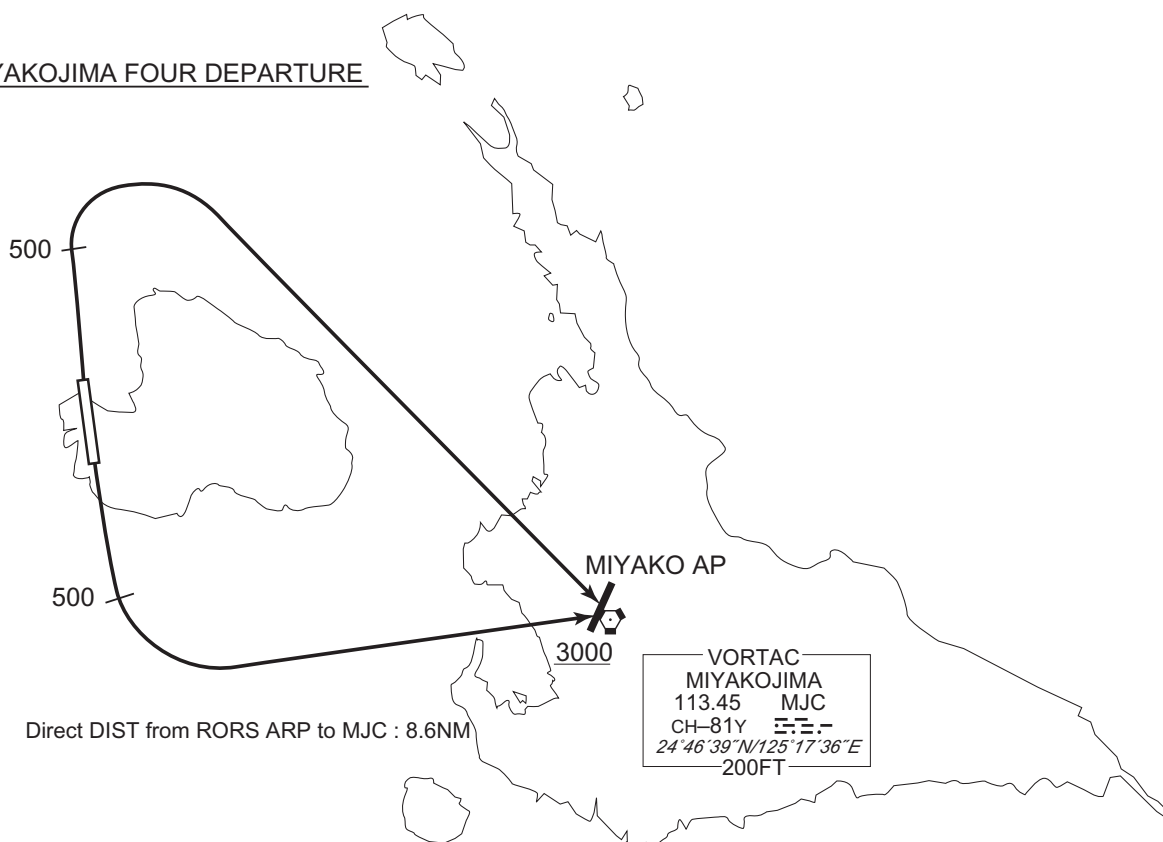 YAKOJIMA FOUR DEPARTURE
500
500
MIYAKO AP
3000
VORTAC
MIYAKOJIMA
113.45 MJC
CH–81Y
24°46´39˝N/125°17´36˝E
200FT
Direct DIST from RORS ARP to MJC : 8.6NM